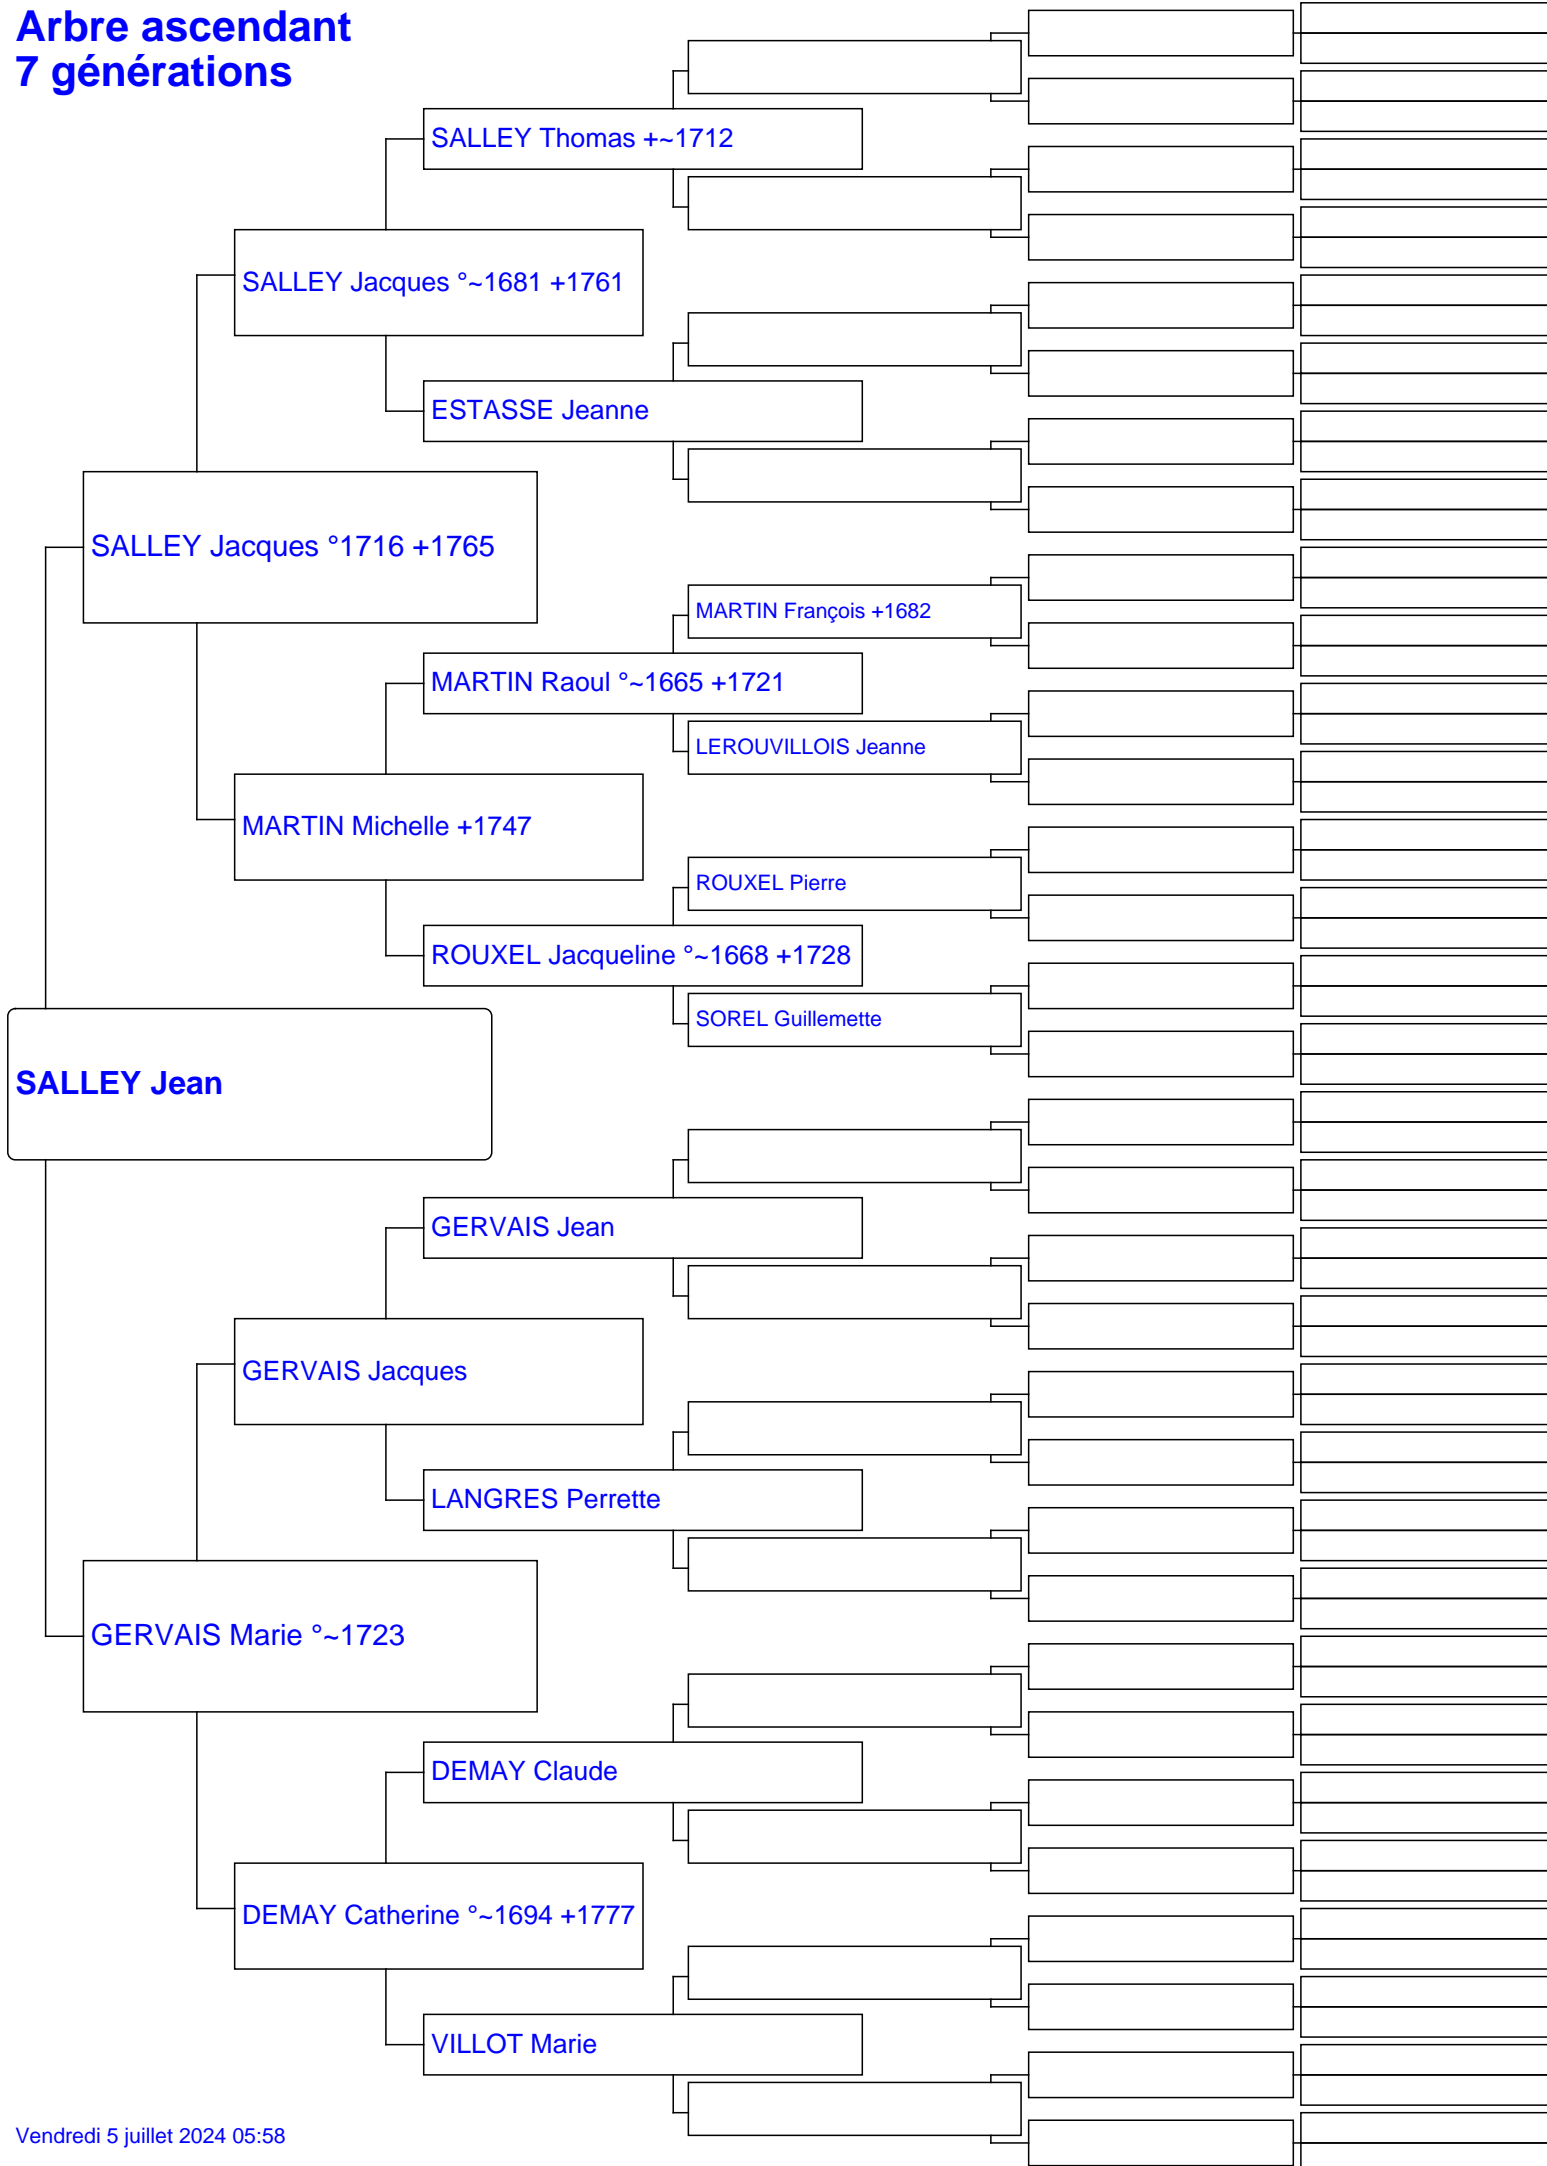 Arbre ascendant
7 générations
SALLEY Thomas +~1712
SALLEY Jacques °~1681 +1761
ESTASSE Jeanne
SALLEY Jacques °1716 +1765
MARTIN François +1682
MARTIN Raoul °~1665 +1721
LEROUVILLOIS Jeanne
MARTIN Michelle +1747
ROUXEL Pierre
ROUXEL Jacqueline °~1668 +1728
SOREL Guillemette
SALLEY Jean
GERVAIS Jean
GERVAIS Jacques
LANGRES Perrette
GERVAIS Marie °~1723
DEMAY Claude
DEMAY Catherine °~1694 +1777
VILLOT Marie
Vendredi 5 juillet 2024 05:58